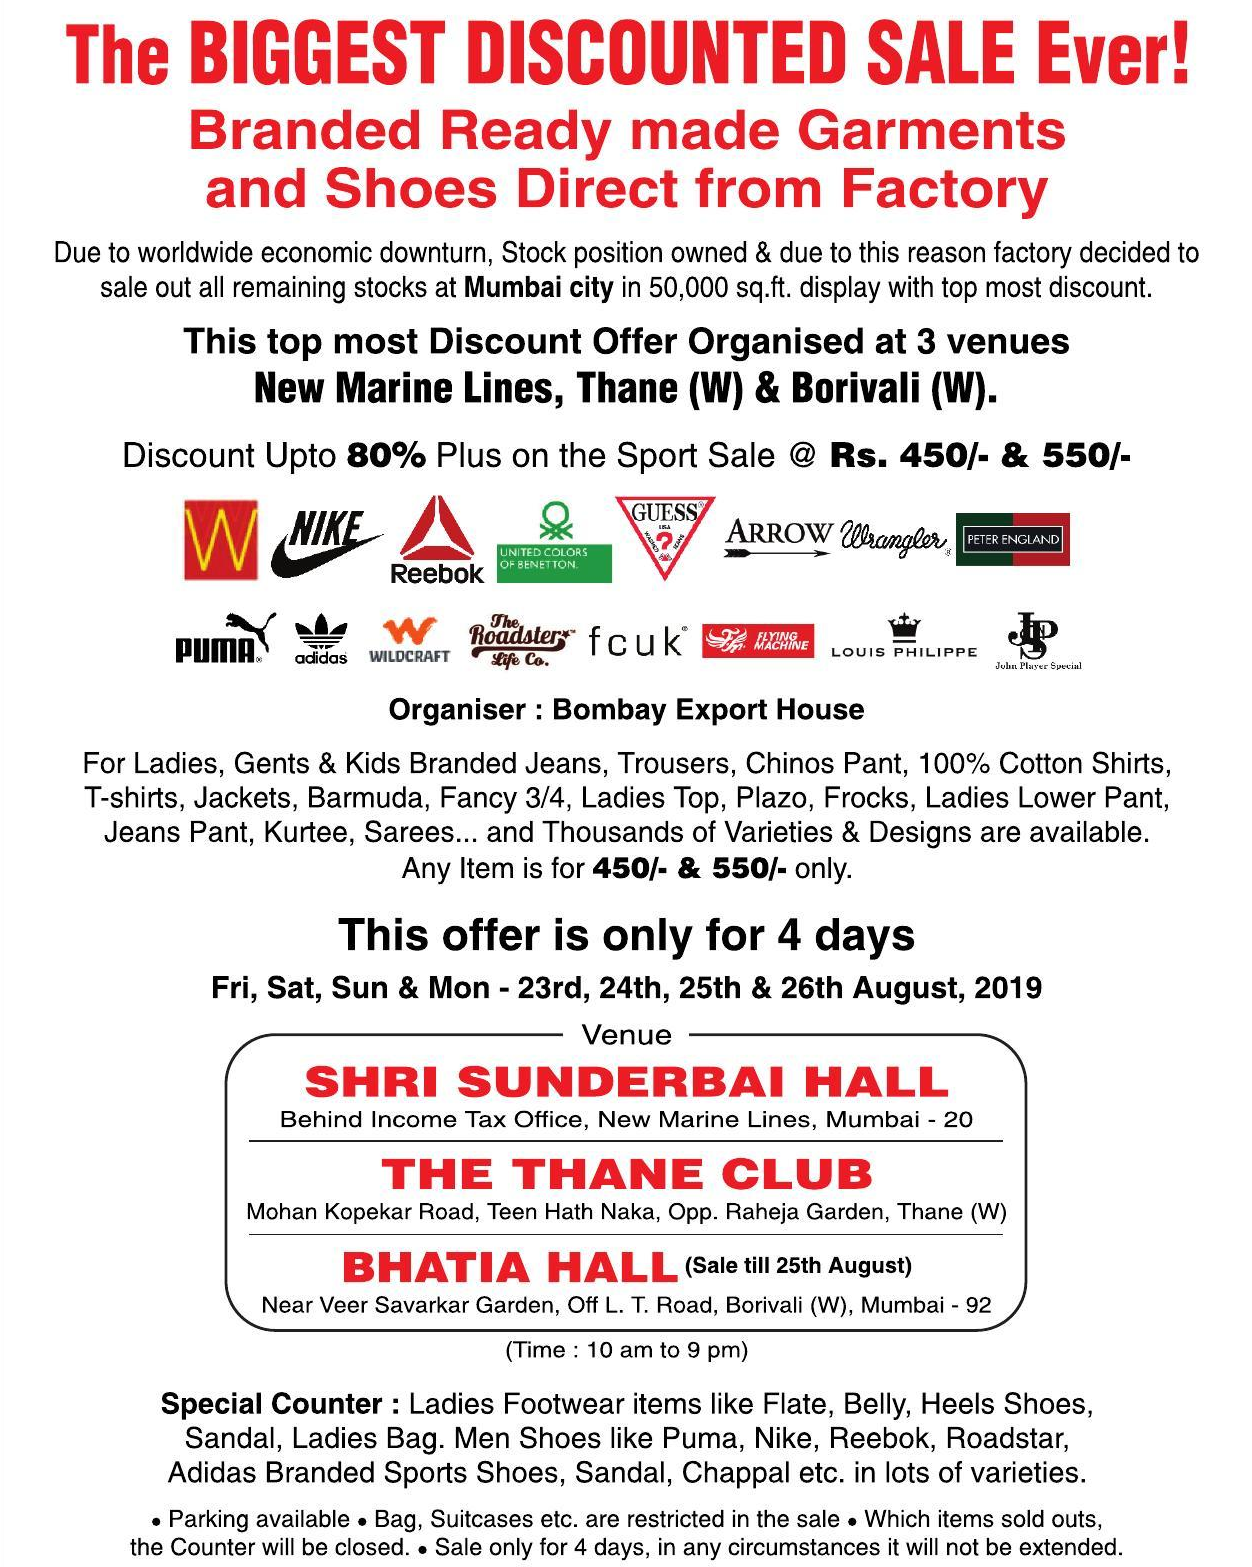 The BIGGEST DISCOUNTED SALE Ever!
Branded Ready made Garments
and Shoes Direct from Factory
Due to worldwide economic downturn, Stock position owned & due to this reason factory decided to
sale out all remaining stocks at Mumbai city in 50,000 sq.ft. display with top most discount.
This top most Discount Offer Organised at 3 venues
New Marine Lines, Thane (W) & Borivali (W).
Discount Upto 80% Plus on the Sport Sale @ Rs. 450/- & 550/-
W NIKE Reebok UNITED COLORS OF BENETTON. GUESS® USA WASHED ? JEANS ARROW Wrangler® PETER ENGLAND
PUMA® adidas WILDCRAFT The Roadster™ Life Co. fcuk® FLYING MACHINE LOUIS PHILIPPE JPS John Player Special
Organiser : Bombay Export House
For Ladies, Gents & Kids Branded Jeans, Trousers, Chinos Pant, 100% Cotton Shirts,
T-shirts, Jackets, Barmuda, Fancy 3/4, Ladies Top, Plazo, Frocks, Ladies Lower Pant,
Jeans Pant, Kurtee, Sarees... and Thousands of Varieties & Designs are available.
Any Item is for 450/- & 550/- only.
This offer is only for 4 days
Fri, Sat, Sun & Mon - 23rd, 24th, 25th & 26th August, 2019
Venue
SHRI SUNDERBAI HALL
Behind Income Tax Office, New Marine Lines, Mumbai - 20
THE THANE CLUB
Mohan Kopekar Road, Teen Hath Naka, Opp. Raheja Garden, Thane (W)
BHATIA HALL (Sale till 25th August)
Near Veer Savarkar Garden, Off L. T. Road, Borivali (W), Mumbai - 92
(Time : 10 am to 9 pm)
Special Counter : Ladies Footwear items like Flate, Belly, Heels Shoes,
Sandal, Ladies Bag. Men Shoes like Puma, Nike, Reebok, Roadstar,
Adidas Branded Sports Shoes, Sandal, Chappal etc. in lots of varieties.
• Parking available • Bag, Suitcases etc. are restricted in the sale • Which items sold outs,
the Counter will be closed. • Sale only for 4 days, in any circumstances it will not be extended.